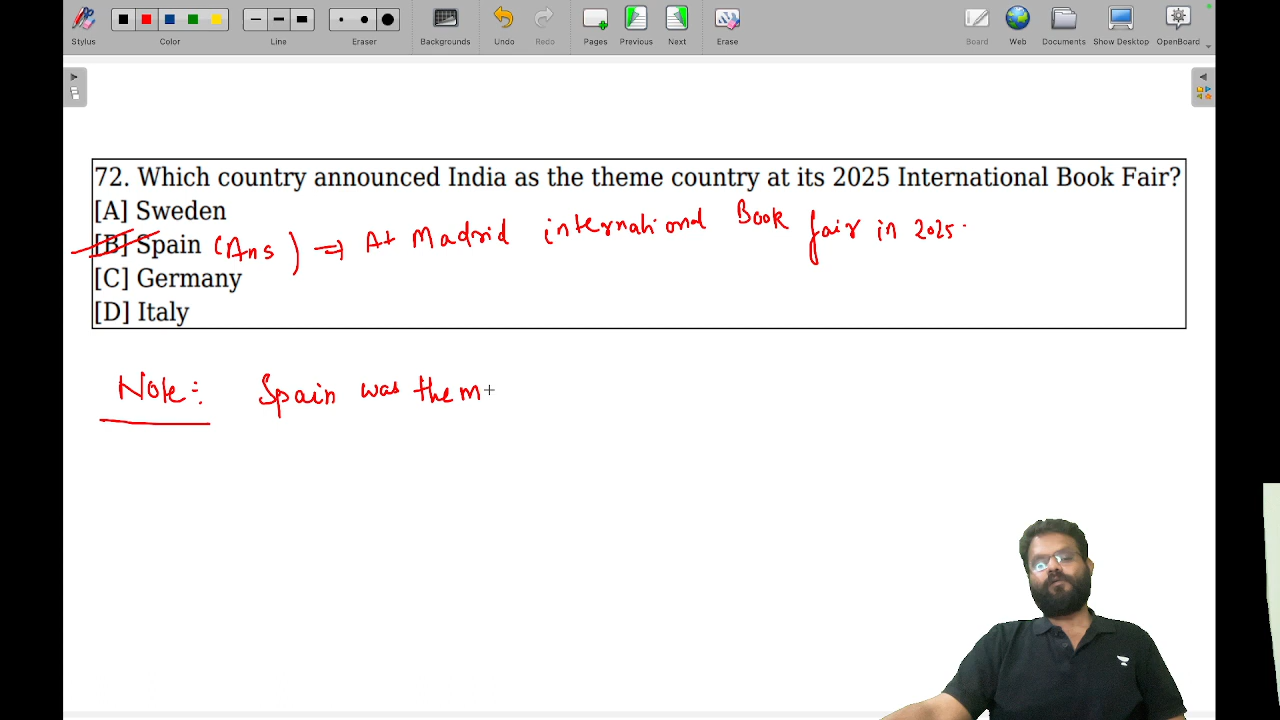 Stylus
Color
Line
Eraser
Backgrounds
Undo
Redo
Pages
Previous
Next
Erase
Board
Web
Documents
Show Desktop
OpenBoard
72. Which country announced India as the theme country at its 2025 International Book Fair?
[A] Sweden
[B] Spain (Ans) ⇒ At Madrid international Book fair in 2025.
[C] Germany
[D] Italy
Note:- Spain was them